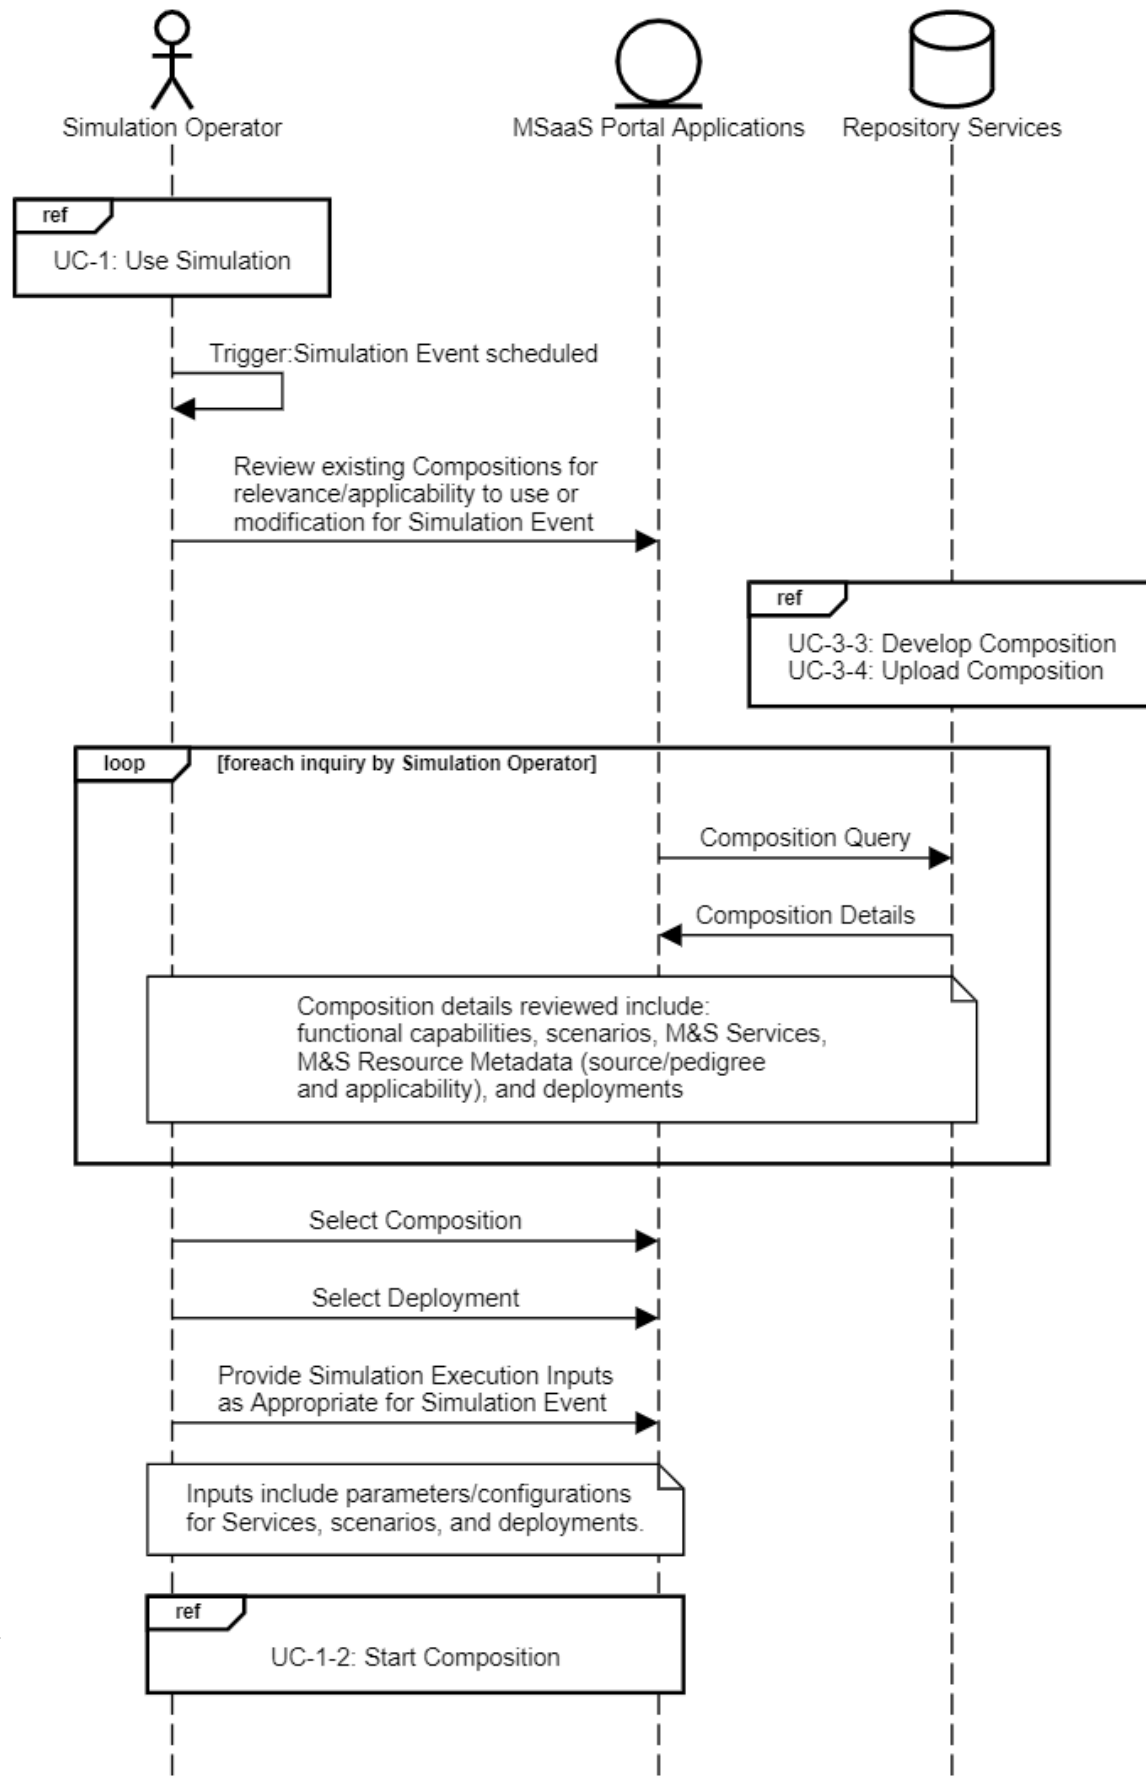 Simulation Operator
MSaaS Portal Applications
Repository Services
ref
UC-1: Use Simulation
Trigger:Simulation Event scheduled
Review existing Compositions for
relevance/applicability to use or
modification for Simulation Event
ref
UC-3-3: Develop Composition
UC-3-4: Upload Composition
loop
[foreach inquiry by Simulation Operator]
Composition Query
Composition Details
Composition details reviewed include:
functional capabilities, scenarios, M&S Services,
M&S Resource Metadata (source/pedigree
and applicability), and deployments
Select Composition
Select Deployment
Provide Simulation Execution Inputs
as Appropriate for Simulation Event
Inputs include parameters/configurations
for Services, scenarios, and deployments.
ref
UC-1-2: Start Composition